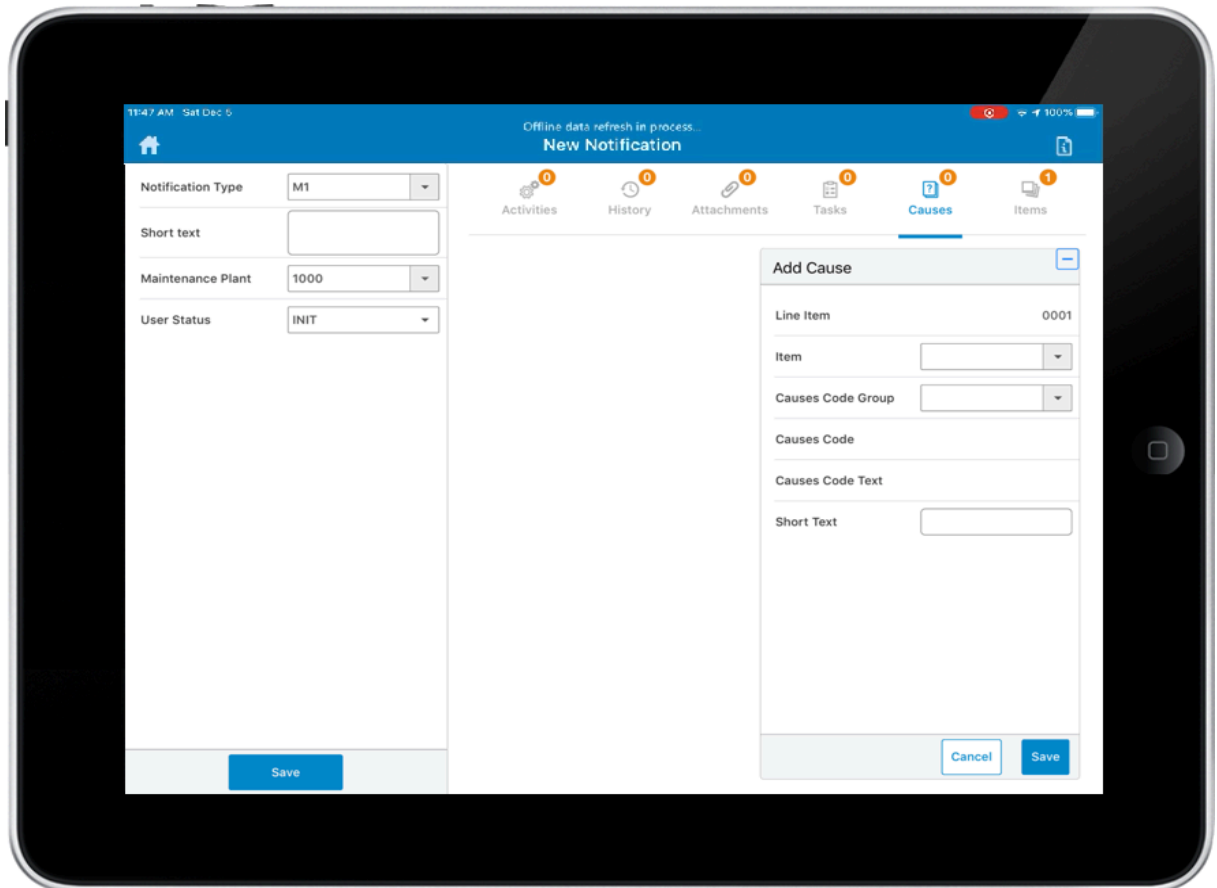 11:47 AM Sat Dec 5
100%
Offline data refresh in process...
New Notification
Notification Type M1
Short text
Maintenance Plant 1000
User Status INIT
Save
0 0 0 0 0 1
Activities History Attachments Tasks Causes Items
Add Cause
Line Item 0001
Item
Causes Code Group
Causes Code
Causes Code Text
Short Text
Cancel Save